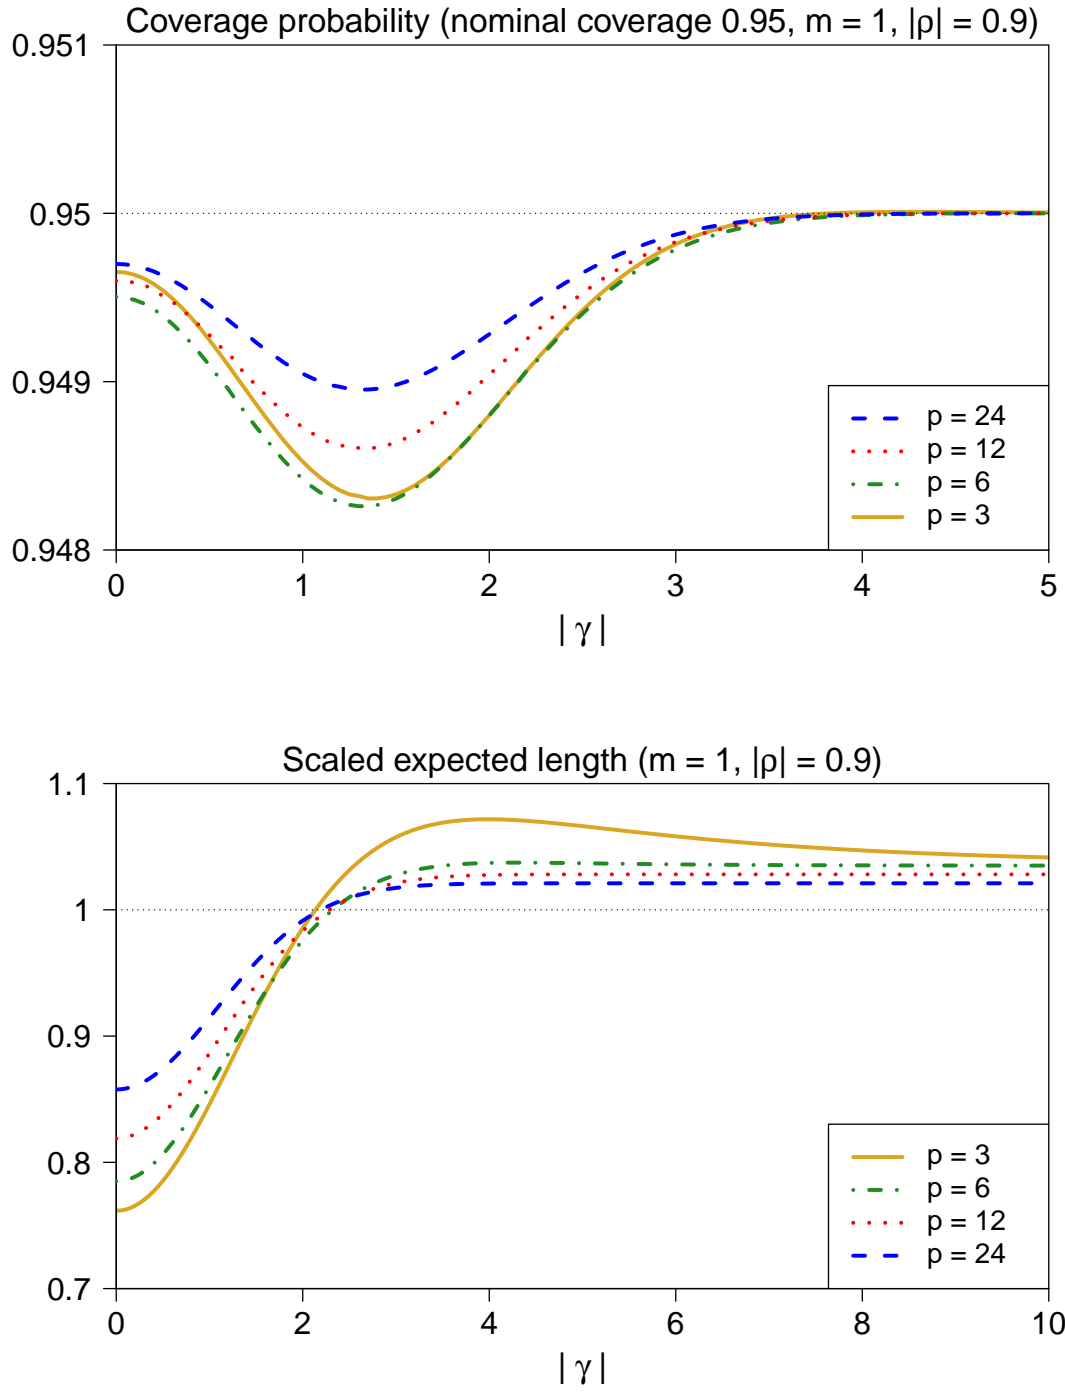 Coverage probability (nominal coverage 0.95, m = 1, |ρ| = 0.9)
0.951
0.95
0.949
0.948
p = 24
p = 12
p = 6
p = 3
0 1 2 3 4 5
| γ |
Scaled expected length (m = 1, |ρ| = 0.9)
1.1
1
0.9
0.8
0.7
p = 3
p = 6
p = 12
p = 24
0 2 4 6 8 10
| γ |